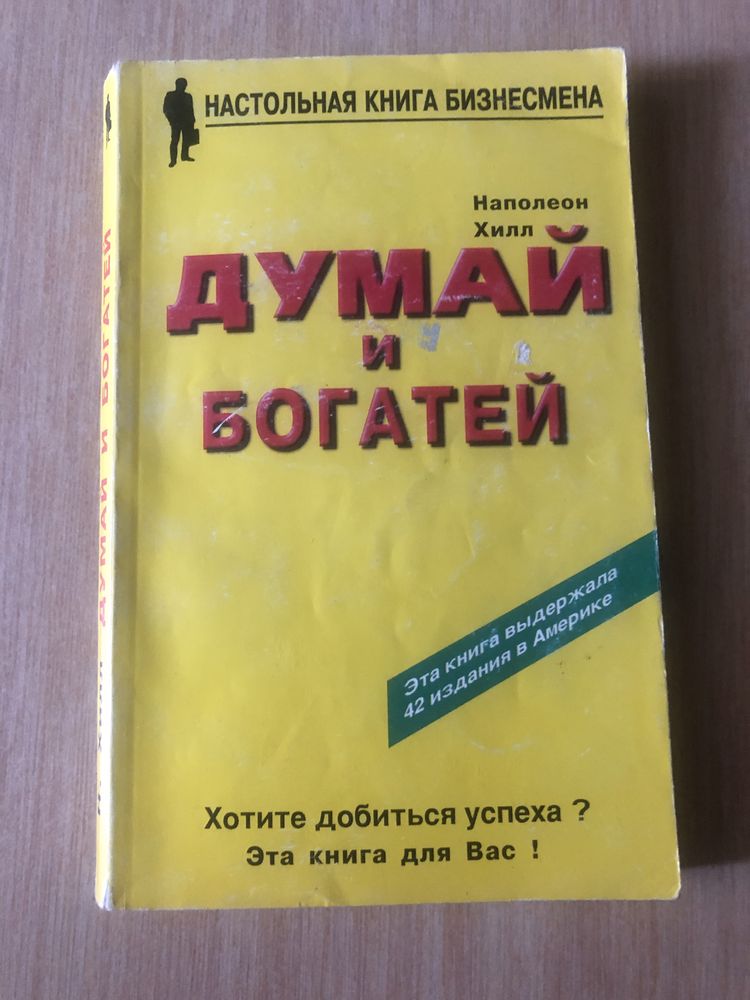 НАСТОЛЬНАЯ КНИГА БИЗНЕСМЕНА
Наполеон
Хилл
ДУМАЙ
и
БОГАТЕЙ
Эта книга выдержала
42 издания в Америке
Хотите добиться успеха ?
Эта книга для Вас !
Хилл ДУМАЙ И БОГАТЕЙ